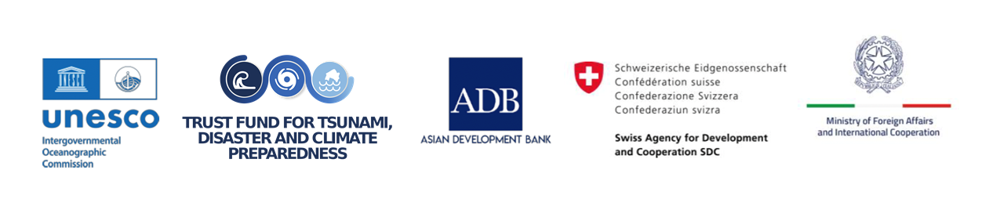 unesco
Intergovernmental
Oceanographic
Commission
TRUST FUND FOR TSUNAMI,
DISASTER AND CLIMATE
PREPAREDNESS
ADB
ASIAN DEVELOPMENT BANK
Schweizerische Eidgenossenschaft
Confédération suisse
Confederazione Svizzera
Confederaziun svizra
Swiss Agency for Development
and Cooperation SDC
Ministry of Foreign Affairs
and International Cooperation